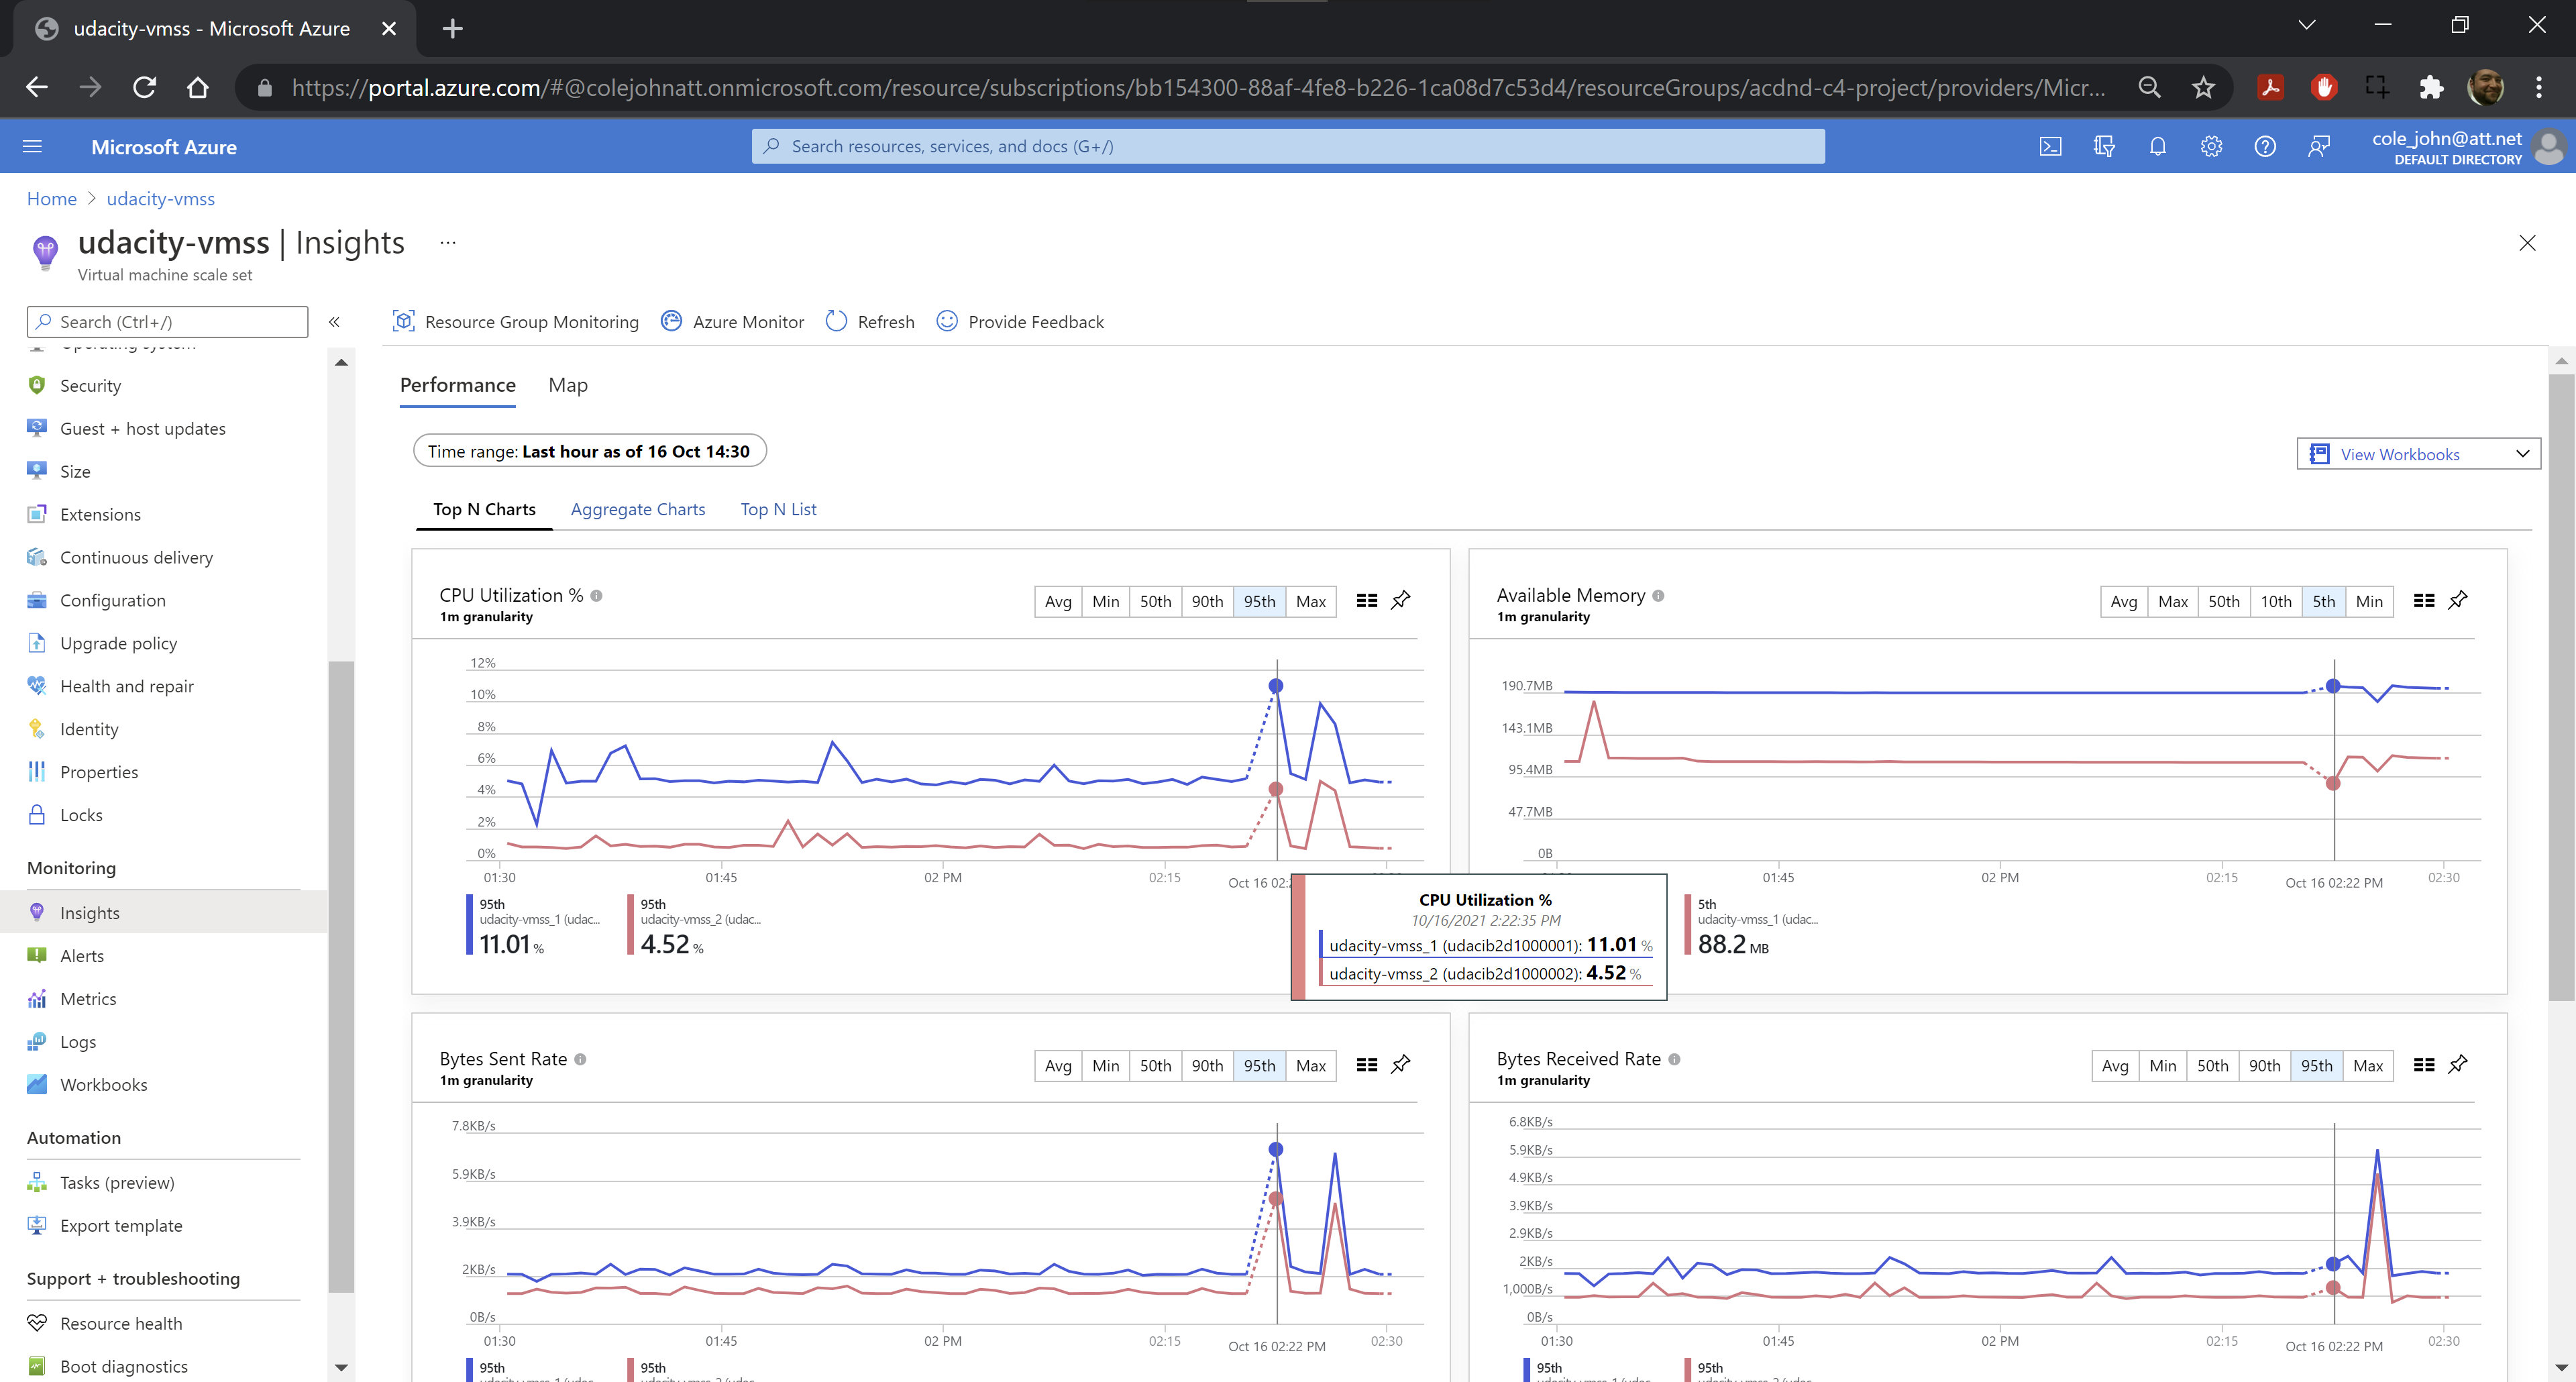 udacity-vmss - Microsoft Azure
https://portal.azure.com/#@colejohnatt.onmicrosoft.com/resource/subscriptions/bb154300-88af-4fe8-b226-1ca08d7c53d4/resourceGroups/acdnd-c4-project/providers/Micr...
Microsoft Azure
Search resources, services, and docs (G+/)
cole_john@att.net
DEFAULT DIRECTORY
Home > udacity-vmss
udacity-vmss | Insights ...
Virtual machine scale set
Search (Ctrl+/)
«
Operating system
Security
Guest + host updates
Size
Extensions
Continuous delivery
Configuration
Upgrade policy
Health and repair
Identity
Properties
Locks
Monitoring
Insights
Alerts
Metrics
Logs
Workbooks
Automation
Tasks (preview)
Export template
Support + troubleshooting
Resource health
Boot diagnostics
Resource Group Monitoring Azure Monitor Refresh Provide Feedback
Performance Map
Time range: Last hour as of 16 Oct 14:30
View Workbooks
Top N Charts Aggregate Charts Top N List
CPU Utilization %
1m granularity
Avg Min 50th 90th 95th Max
12%
10%
8%
6%
4%
2%
0%
01:30 01:45 02 PM 02:15 Oct 16 02:2
95th
udacity-vmss_1 (udac...
11.01 %
95th
udacity-vmss_2 (udac...
4.52 %
Available Memory
1m granularity
Avg Max 50th 10th 5th Min
190.7MB
143.1MB
95.4MB
47.7MB
0B
01:45 02 PM 02:15 Oct 16 02:22 PM 02:30
5th
udacity-vmss_1 (udac...
88.2 MB
CPU Utilization %
10/16/2021 2:22:35 PM
udacity-vmss_1 (udacib2d1000001): 11.01 %
udacity-vmss_2 (udacib2d1000002): 4.52 %
Bytes Sent Rate
1m granularity
Avg Min 50th 90th 95th Max
7.8KB/s
5.9KB/s
3.9KB/s
2KB/s
0B/s
01:30 01:45 02 PM 02:15 Oct 16 02:22 PM 02:30
95th
udacity-vmss_1 (udac...
95th
udacity-vmss_2 (udac...
Bytes Received Rate
1m granularity
Avg Min 50th 90th 95th Max
6.8KB/s
5.9KB/s
4.9KB/s
3.9KB/s
2.9KB/s
2KB/s
1,000B/s
0B/s
01:30 01:45 02 PM 02:15 Oct 16 02:22 PM 02:30
95th
udacity-vmss_1 (udac...
95th
udacity-vmss_2 (udac...